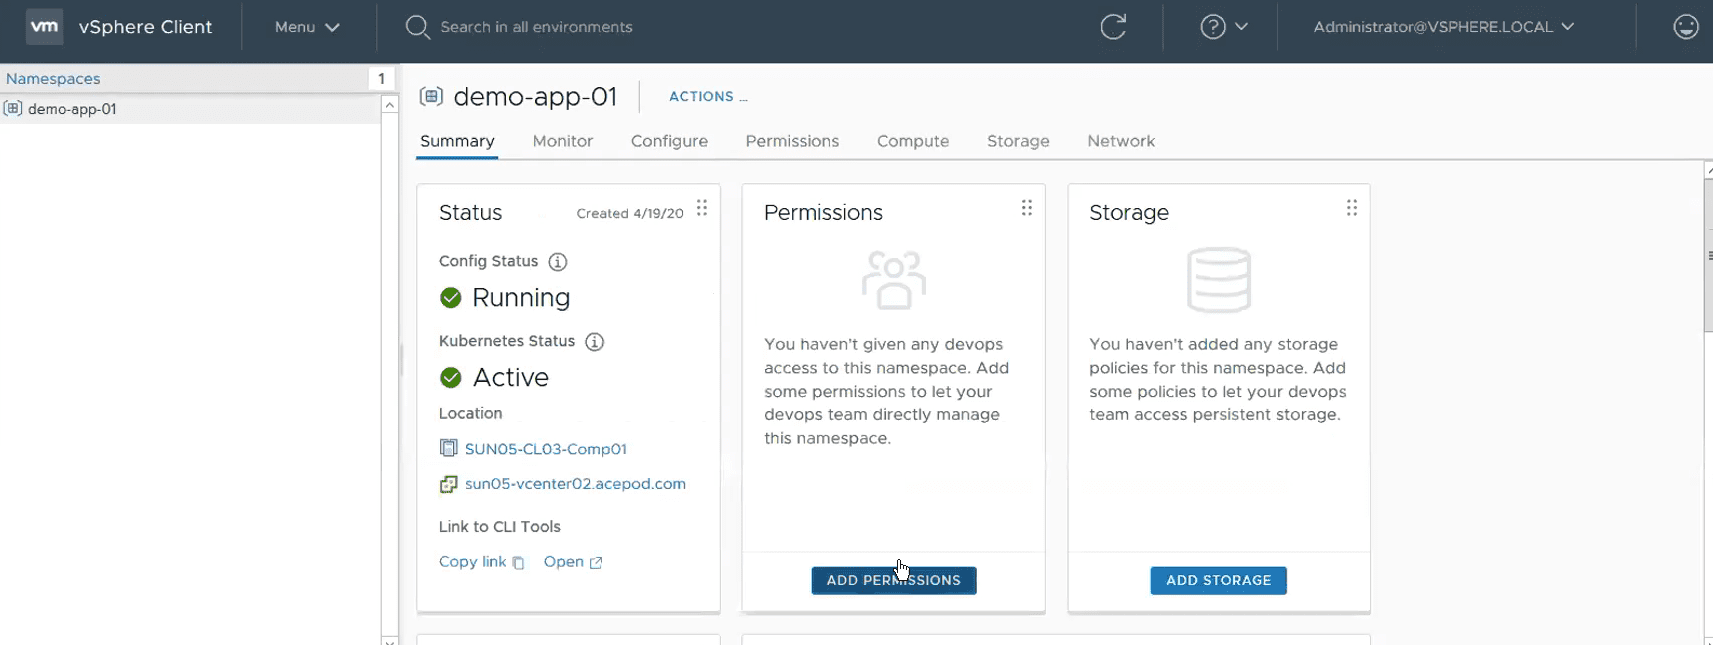 vm vSphere Client Menu Search in all environments ? Administrator@VSPHERE.LOCAL
Namespaces 1
demo-app-01
demo-app-01 ACTIONS ...
Summary Monitor Configure Permissions Compute Storage Network
Status Created 4/19/20
Config Status
Running
Kubernetes Status
Active
Location
SUN05-CL03-Comp01
sun05-vcenter02.acepod.com
Link to CLI Tools
Copy link Open
Permissions
You haven't given any devops
access to this namespace. Add
some permissions to let your
devops team directly manage
this namespace.
ADD PERMISSIONS
Storage
You haven't added any storage
policies for this namespace. Add
some policies to let your devops
team access persistent storage.
ADD STORAGE